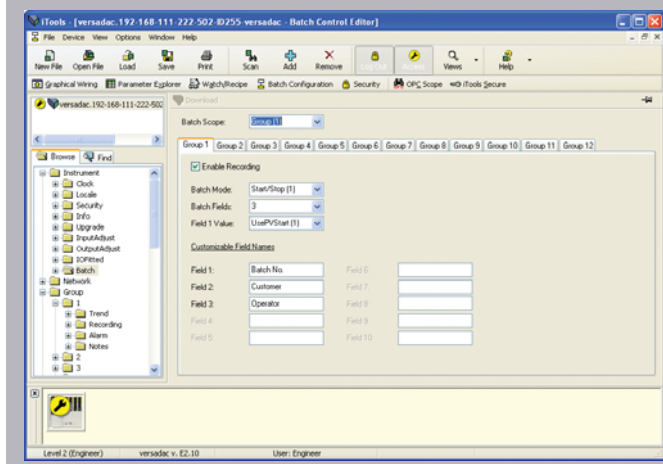 iTools - [versadac.192-168-111-222-502-ID255-versadac - Batch Control Editor]
File Device View Options Window Help
New File Open File Load Save Print Scan Add Remove Access Views Help
Graphical Wiring Parameter Explorer Watch/Recipe Batch Configuration Security OPC Scope iTools Secure
versadac.192-168-111-222-502
Download
Batch Scope: Group (1)
Browse Find
Group 1 Group 2 Group 3 Group 4 Group 5 Group 6 Group 7 Group 8 Group 9 Group 10 Group 11 Group 12
Instrument
Clock
Locale
Security
Info
Upgrade
InputAdjust
OutputAdjust
IOFitted
Batch
Network
Group
1
Trend
Recording
Alarm
Notes
2
3
Enable Recording
Batch Mode: Start/Stop (1)
Batch Fields: 3
Field 1 Value: UsePVStart (1)
Customizable Field Names
Field 1: Batch No. Field 6:
Field 2: Customer Field 7:
Field 3: Operator Field 8:
Field 4: Field 9:
Field 5: Field 10:
Level 2 (Engineer) versadac v. E2.10 User: Engineer